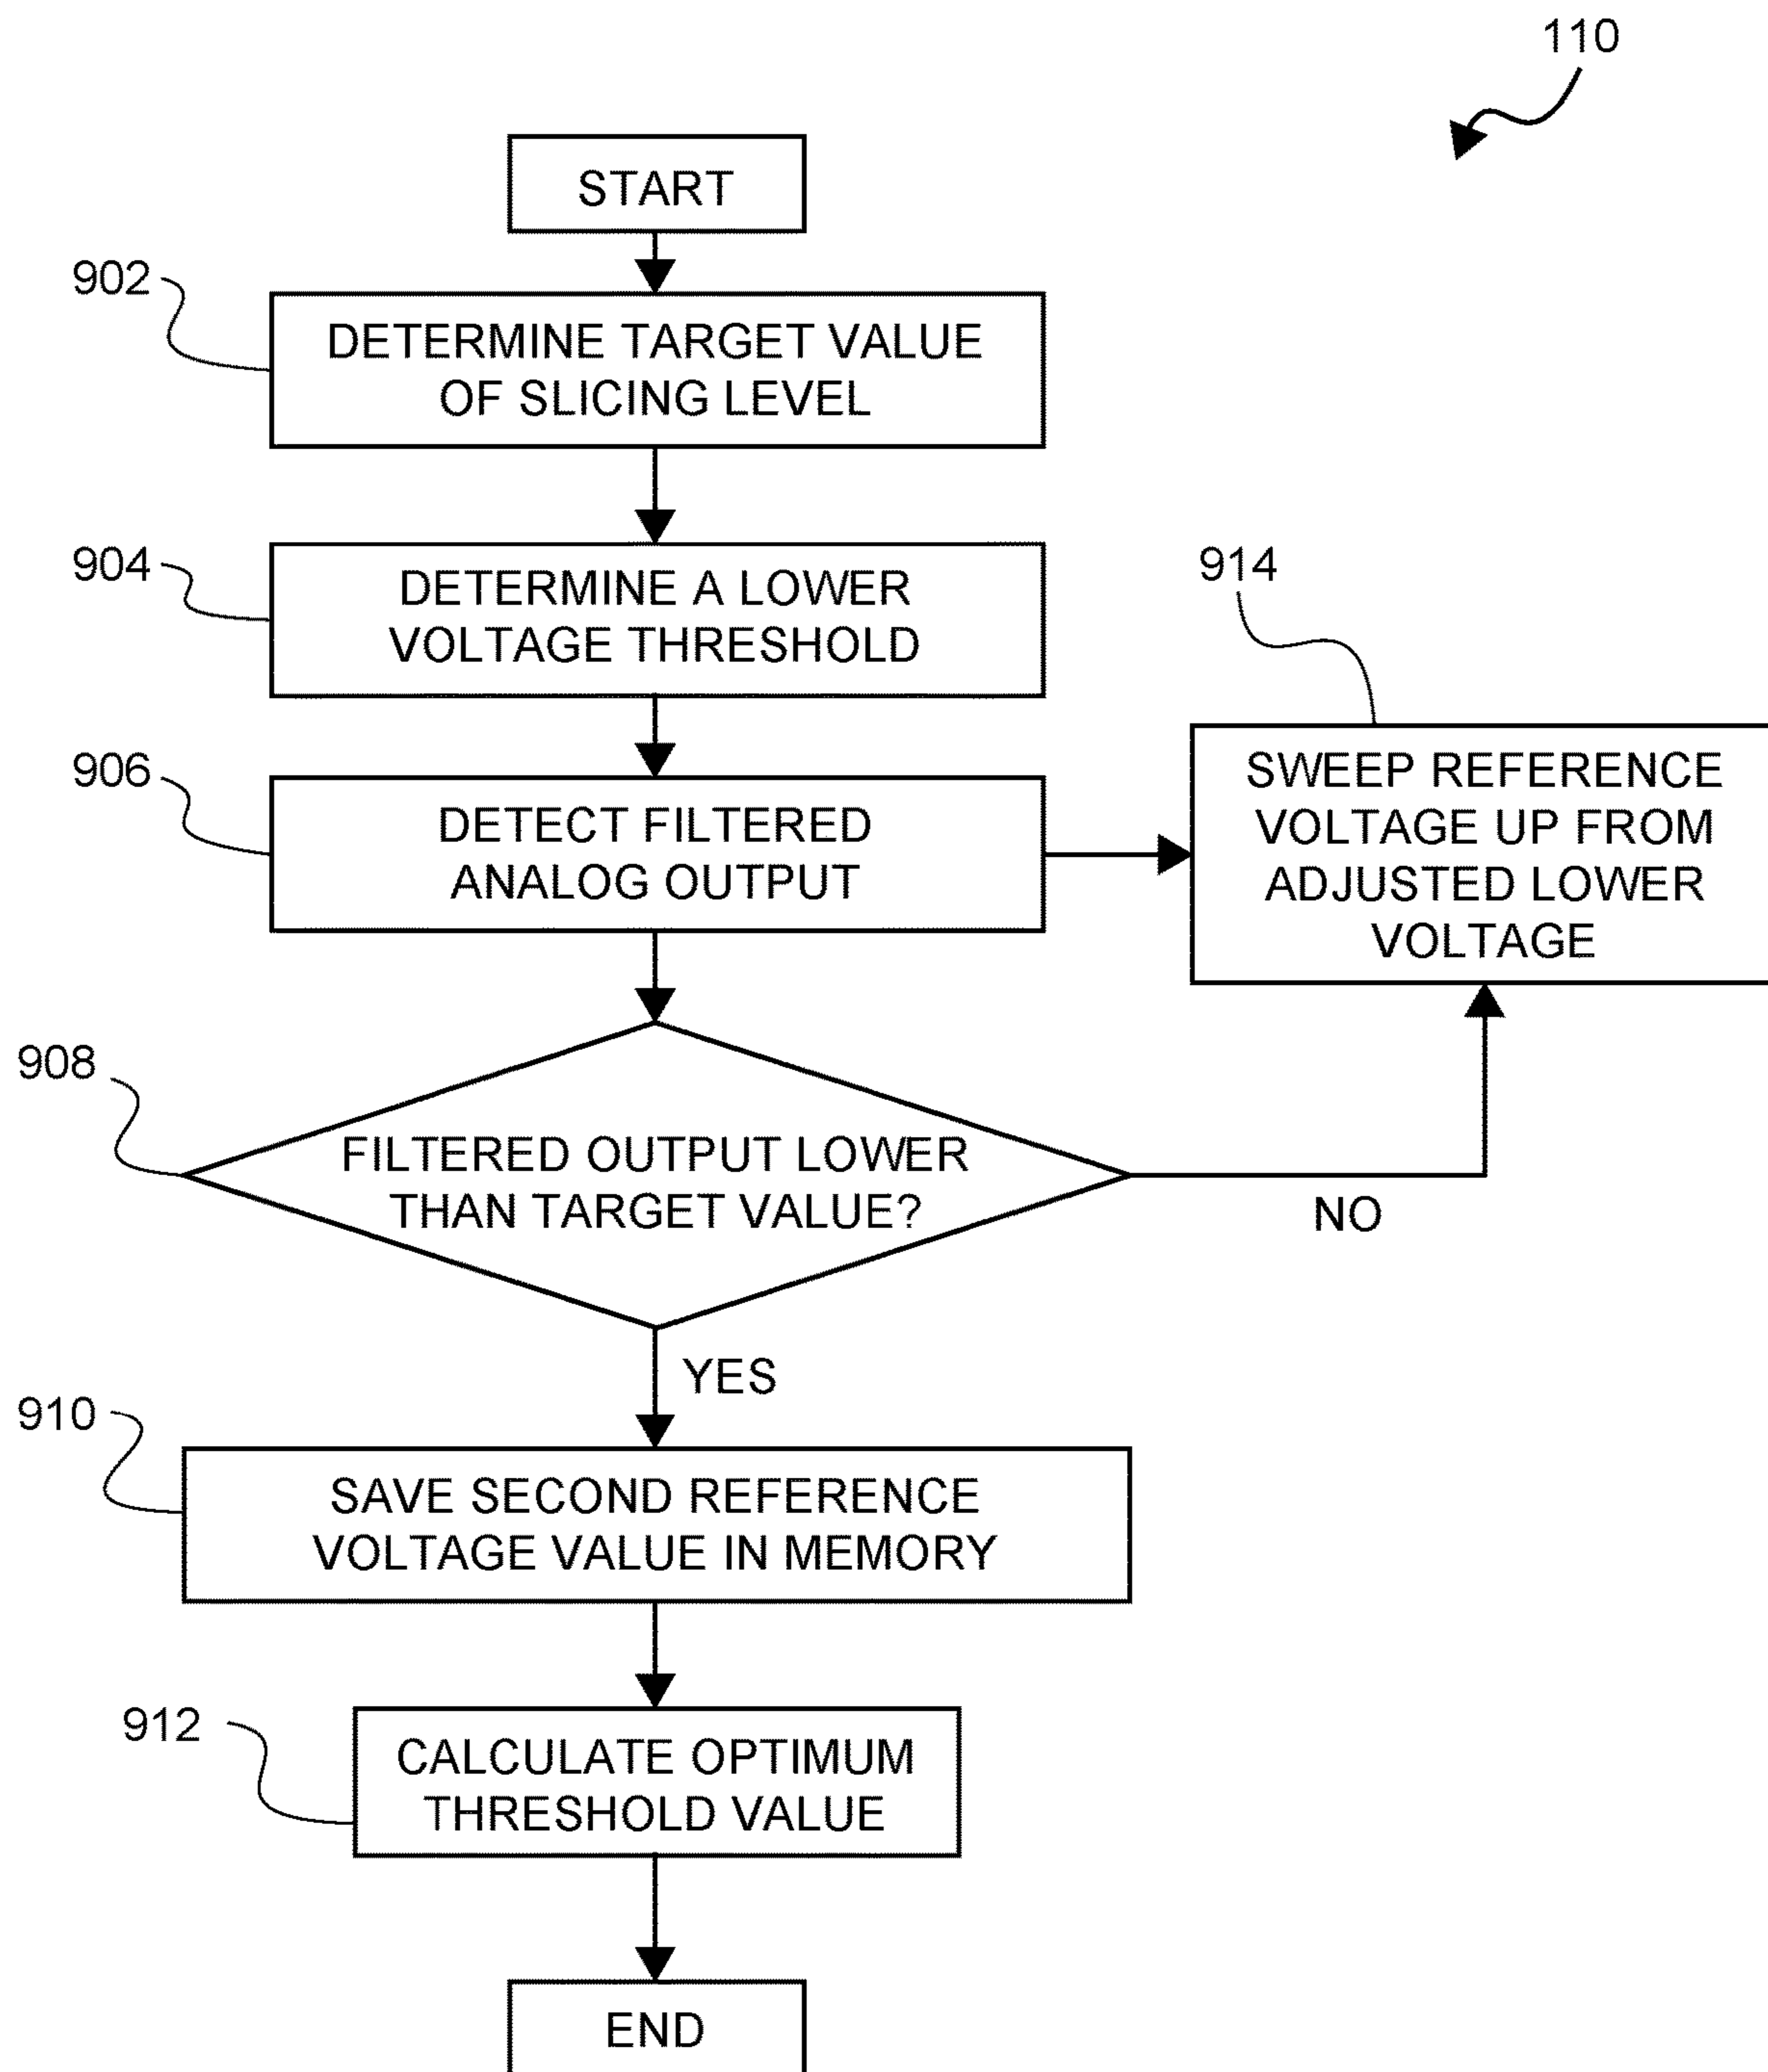 110
START
902
DETERMINE TARGET VALUE
OF SLICING LEVEL
904
DETERMINE A LOWER
VOLTAGE THRESHOLD
914
906
DETECT FILTERED
ANALOG OUTPUT
SWEEP REFERENCE
VOLTAGE UP FROM
ADJUSTED LOWER
VOLTAGE
908
FILTERED OUTPUT LOWER
THAN TARGET VALUE?
NO
YES
910
SAVE SECOND REFERENCE
VOLTAGE VALUE IN MEMORY
912
CALCULATE OPTIMUM
THRESHOLD VALUE
END